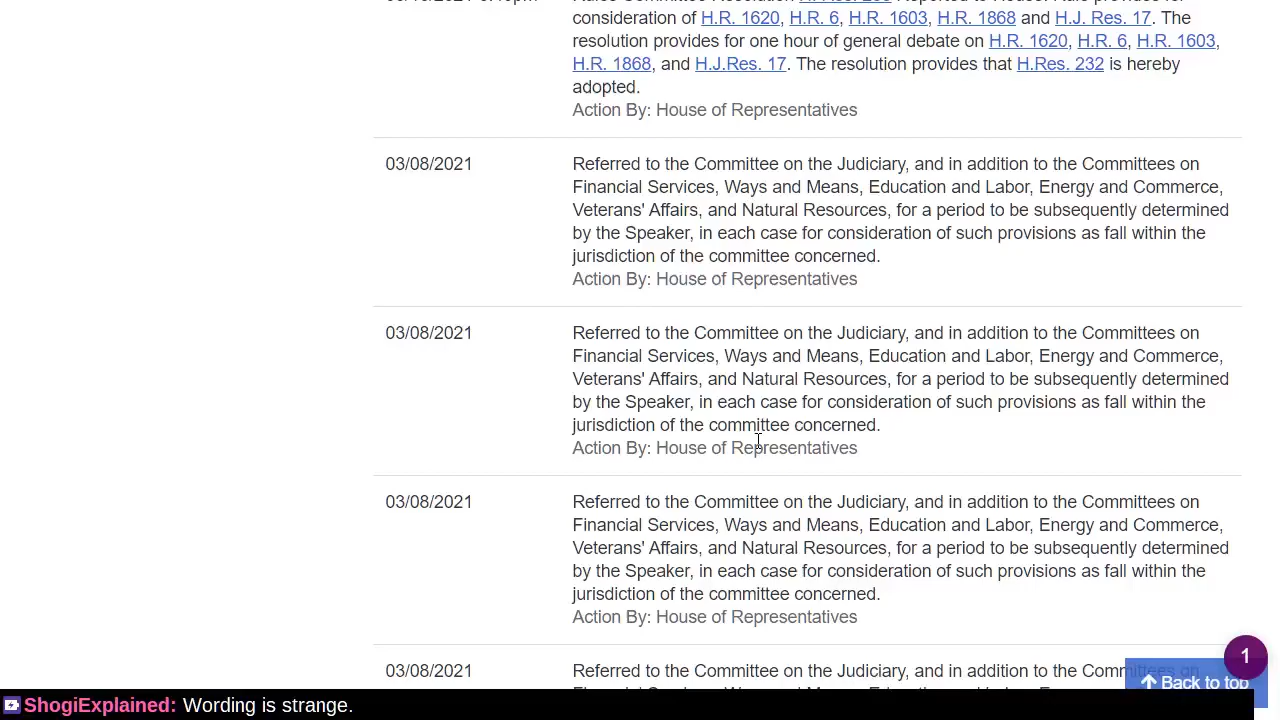 consideration of H.R. 1620, H.R. 6, H.R. 1603, H.R. 1868 and H.J. Res. 17. The
resolution provides for one hour of general debate on H.R. 1620, H.R. 6, H.R. 1603,
H.R. 1868, and H.J.Res. 17. The resolution provides that H.Res. 232 is hereby
adopted.
Action By: House of Representatives
03/08/2021
Referred to the Committee on the Judiciary, and in addition to the Committees on
Financial Services, Ways and Means, Education and Labor, Energy and Commerce,
Veterans' Affairs, and Natural Resources, for a period to be subsequently determined
by the Speaker, in each case for consideration of such provisions as fall within the
jurisdiction of the committee concerned.
Action By: House of Representatives
03/08/2021
Referred to the Committee on the Judiciary, and in addition to the Committees on
Financial Services, Ways and Means, Education and Labor, Energy and Commerce,
Veterans' Affairs, and Natural Resources, for a period to be subsequently determined
by the Speaker, in each case for consideration of such provisions as fall within the
jurisdiction of the committee concerned.
Action By: House of Representatives
03/08/2021
Referred to the Committee on the Judiciary, and in addition to the Committees on
Financial Services, Ways and Means, Education and Labor, Energy and Commerce,
Veterans' Affairs, and Natural Resources, for a period to be subsequently determined
by the Speaker, in each case for consideration of such provisions as fall within the
jurisdiction of the committee concerned.
Action By: House of Representatives
03/08/2021
Referred to the Committee on the Judiciary, and in addition to the Committees on
1
Back to top
ShogiExplained: Wording is strange.